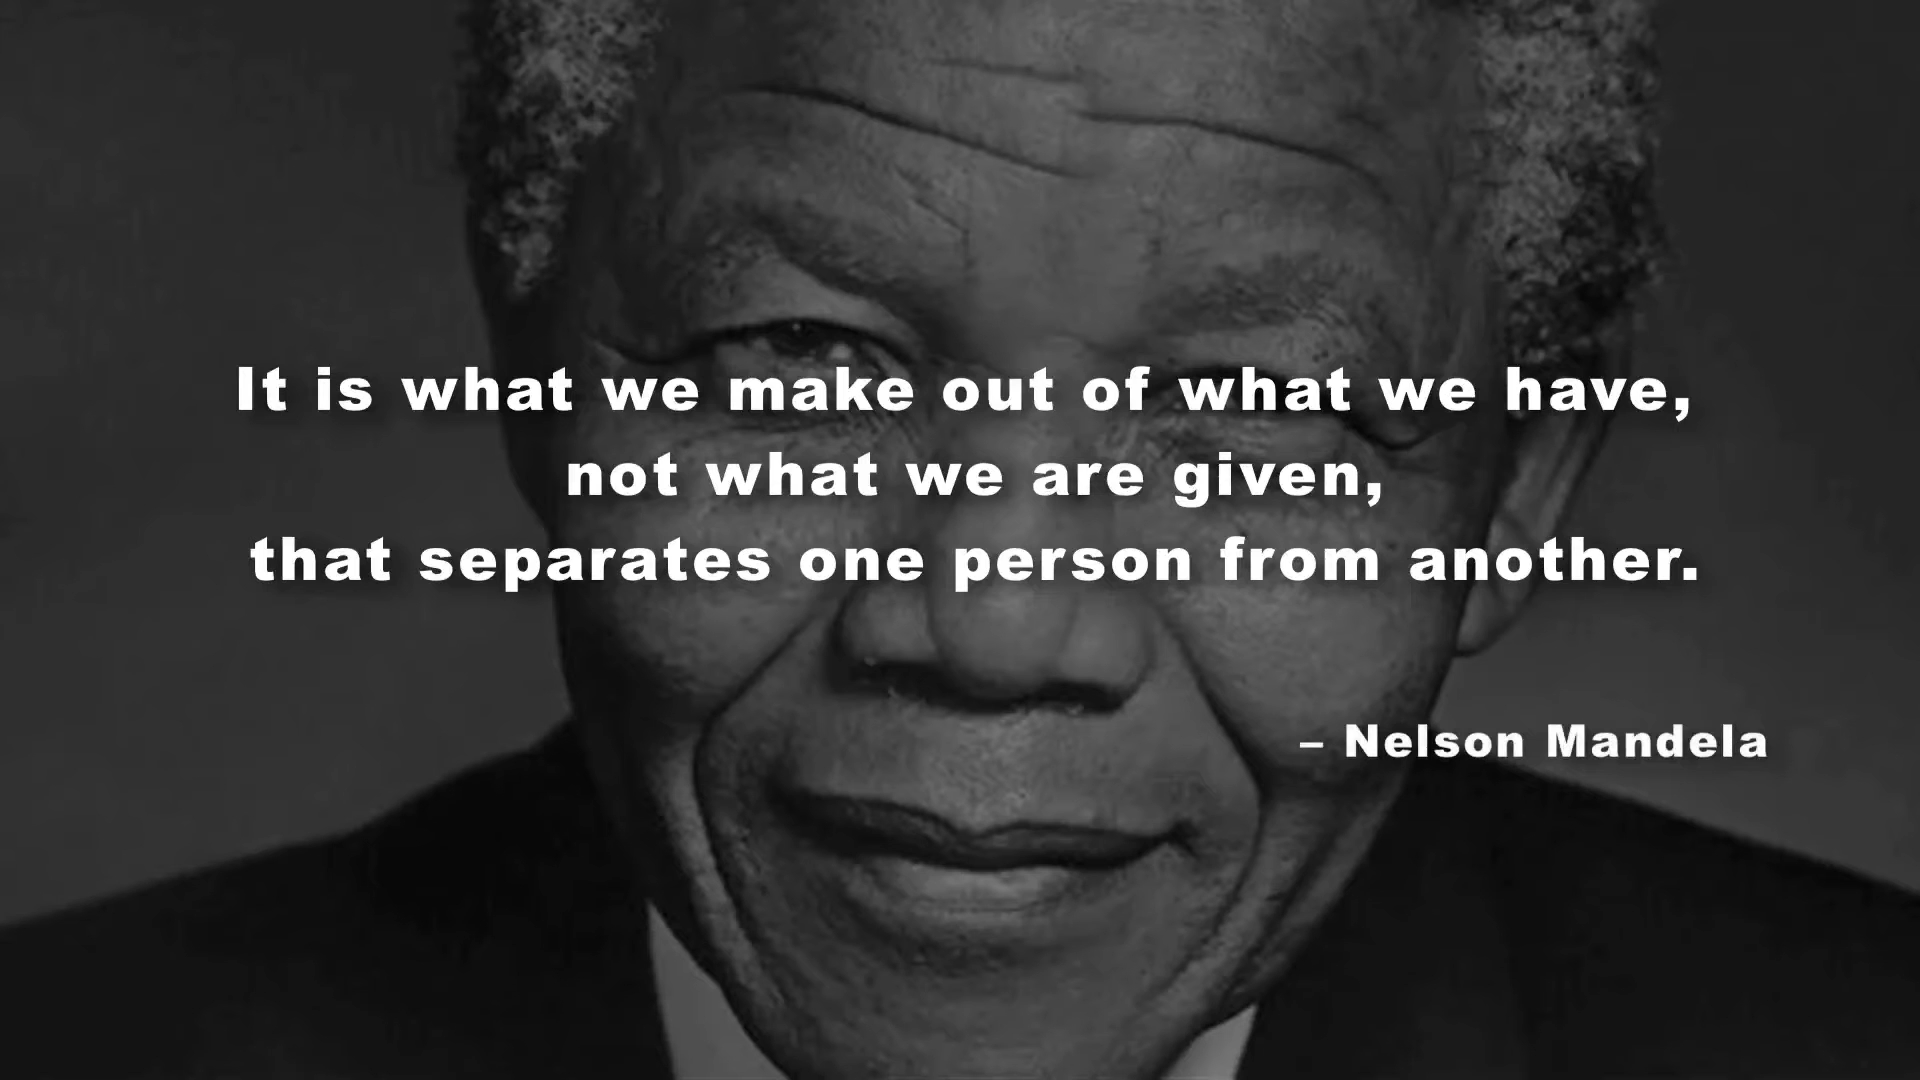 It is what we make out of what we have,
not what we are given,
that separates one person from another.
– Nelson Mandela